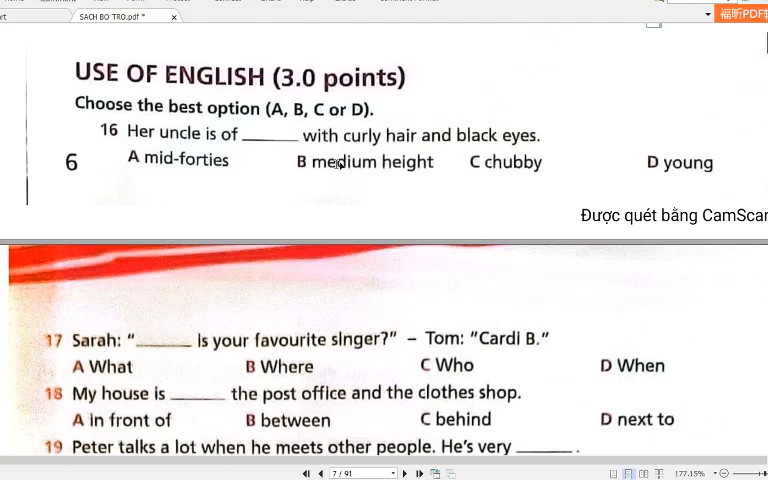 SACH BO TRO.pdf * ×
福昕PDF
USE OF ENGLISH (3.0 points)
Choose the best option (A, B, C or D).
16 Her uncle is of ______ with curly hair and black eyes.
6 A mid-forties B medium height C chubby D young
Được quét bằng CamScan
17 Sarah: "______ is your favourite singer?" – Tom: "Cardi B."
A What B Where C Who D When
18 My house is ______ the post office and the clothes shop.
A in front of B between C behind D next to
19 Peter talks a lot when he meets other people. He's very ______ .
7 / 91 177.15%